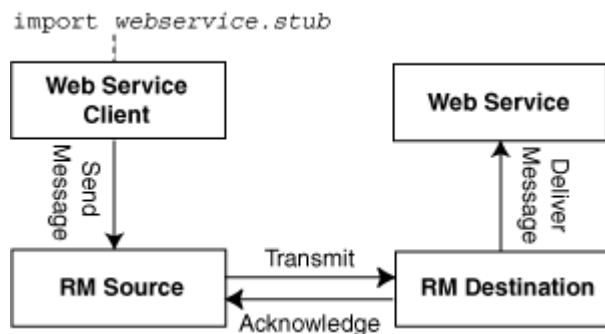 import webservice.stub
Web Service
Client
Web Service
Send
Message
Deliver
Message
Transmit
RM Source
RM Destination
Acknowledge